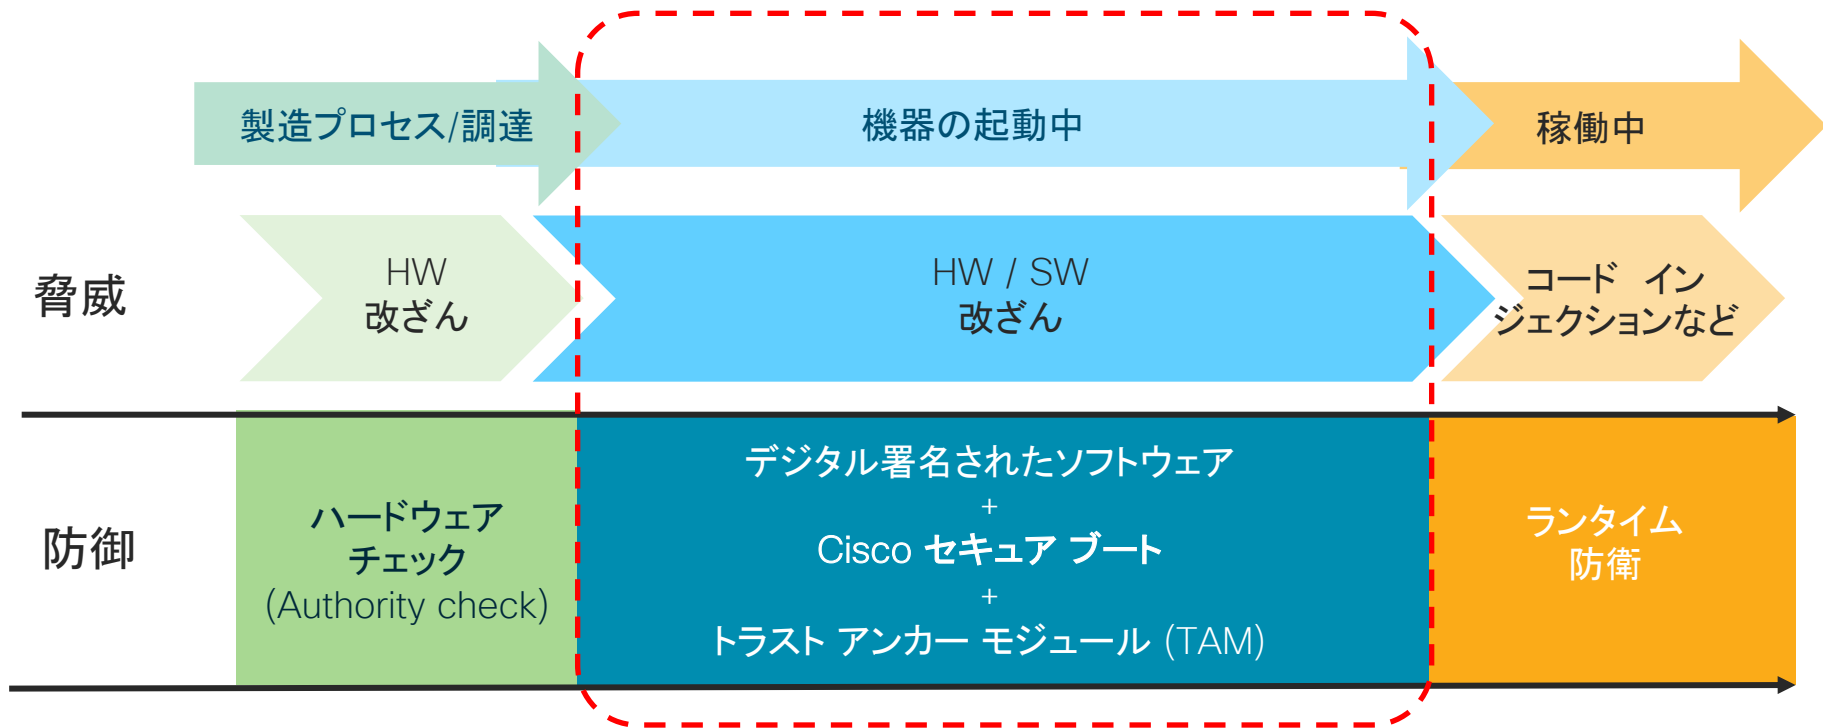 製造プロセス/調達
機器の起動中
稼働中
脅威
HW
改ざん
HW / SW
改ざん
コード イン
ジェクションなど
防御
ハードウェア
チェック
(Authority check)
デジタル署名されたソフトウェア
+
Cisco セキュア ブート
+
トラスト アンカー モジュール (TAM)
ランタイム
防衛